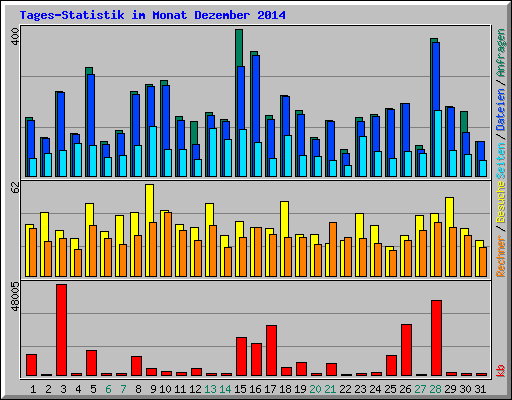 Tages-Statistik im Monat Dezember 2014
400
62
48005
Rechner / Besuche Seiten / Dateien / Anfragen
kb
1 2 3 4 5 6 7 8 9 10 11 12 13 14 15 16 17 18 19 20 21 22 23 24 25 26 27 28 29 30 31